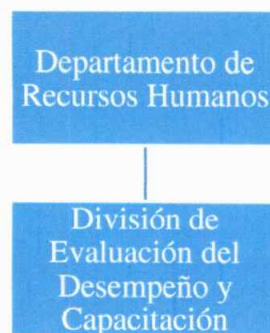 Departamento de
Recursos Humanos
División de
Evaluación del
Desempeño y
Capacitación